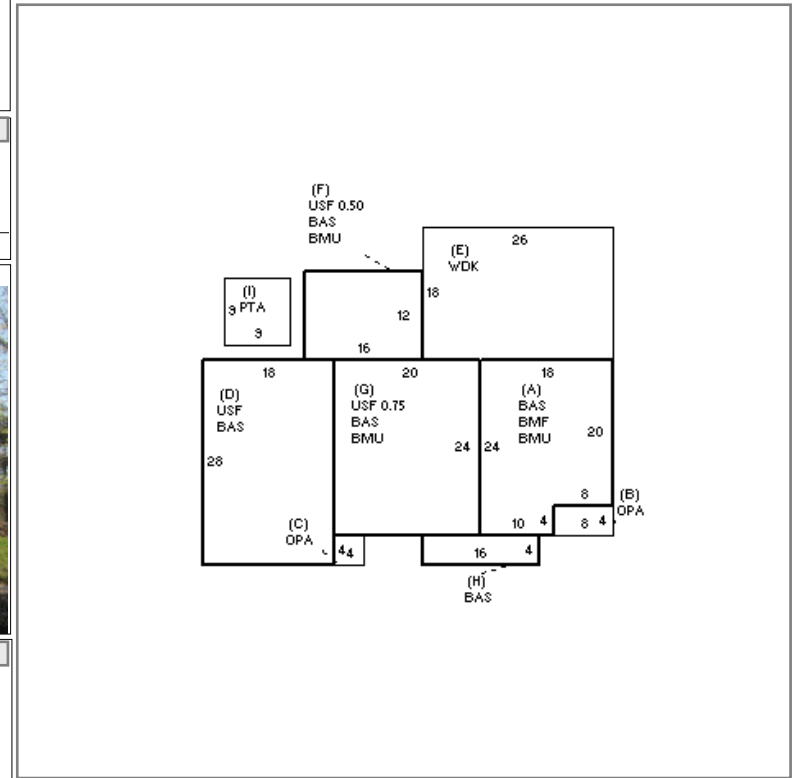 (F)
USF 0.50
BAS
BMU
26
(E)
WDK
18
(I)
9 PTA
9
12
16
18
(D)
USF
BAS
28
20
(G)
USF 0.75
BAS
BMU
24
18
(A)
BAS
BMF
BMU
24
20
8
(B)
OPA
8 4
10 4
(C)
OPA
44
16 4
(H)
BAS